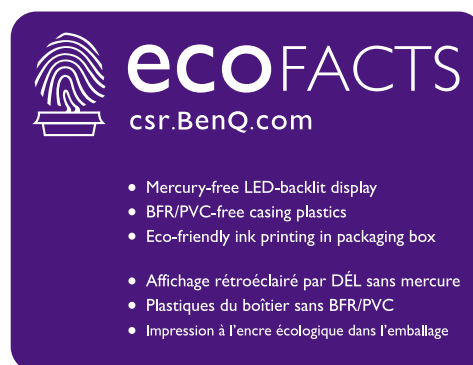 ecoFACTS
csr.BenQ.com
• Mercury-free LED-backlit display
• BFR/PVC-free casing plastics
• Eco-friendly ink printing in packaging box
• Affichage rétroéclairé par DÉL sans mercure
• Plastiques du boîtier sans BFR/PVC
• Impression à l'encre écologique dans l'emballage